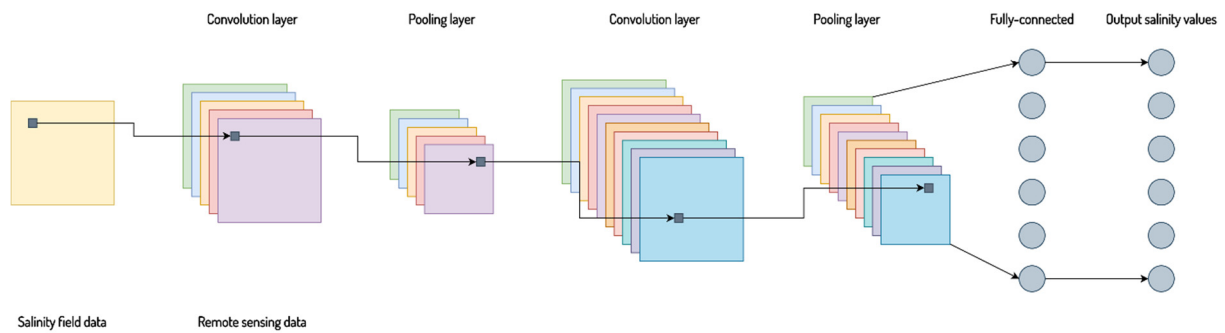 Convolution layer
Pooling layer
Convolution layer
Pooling layer
Fully-connected
Output salinity values
Salinity field data
Remote sensing data